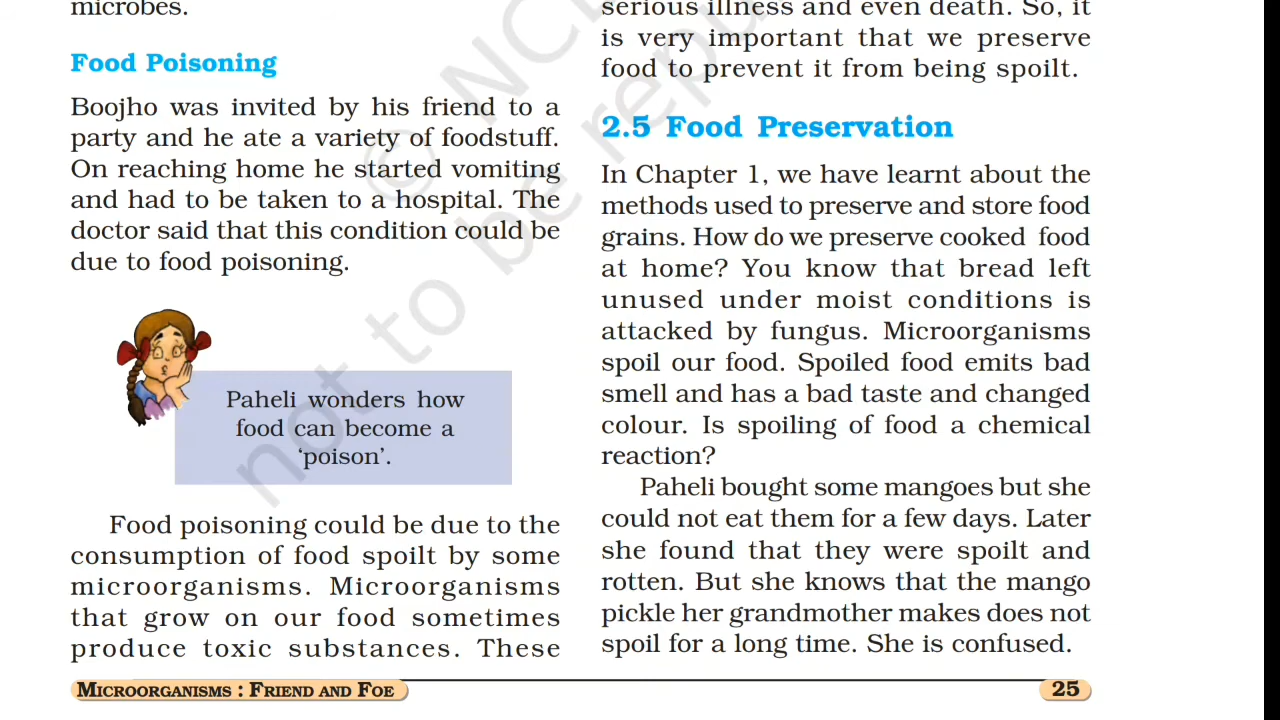 microbes.
Food Poisoning
Boojho was invited by his friend to a
party and he ate a variety of foodstuff.
On reaching home he started vomiting
and had to be taken to a hospital. The
doctor said that this condition could be
due to food poisoning.
Paheli wonders how
food can become a
‘poison’.
Food poisoning could be due to the
consumption of food spoilt by some
microorganisms. Microorganisms
that grow on our food sometimes
produce toxic substances. These
serious illness and even death. So, it
is very important that we preserve
food to prevent it from being spoilt.
2.5 Food Preservation
In Chapter 1, we have learnt about the
methods used to preserve and store food
grains. How do we preserve cooked food
at home? You know that bread left
unused under moist conditions is
attacked by fungus. Microorganisms
spoil our food. Spoiled food emits bad
smell and has a bad taste and changed
colour. Is spoiling of food a chemical
reaction?
Paheli bought some mangoes but she
could not eat them for a few days. Later
she found that they were spoilt and
rotten. But she knows that the mango
pickle her grandmother makes does not
spoil for a long time. She is confused.
MICROORGANISMS : FRIEND AND FOE
25
© NC
not to be repu